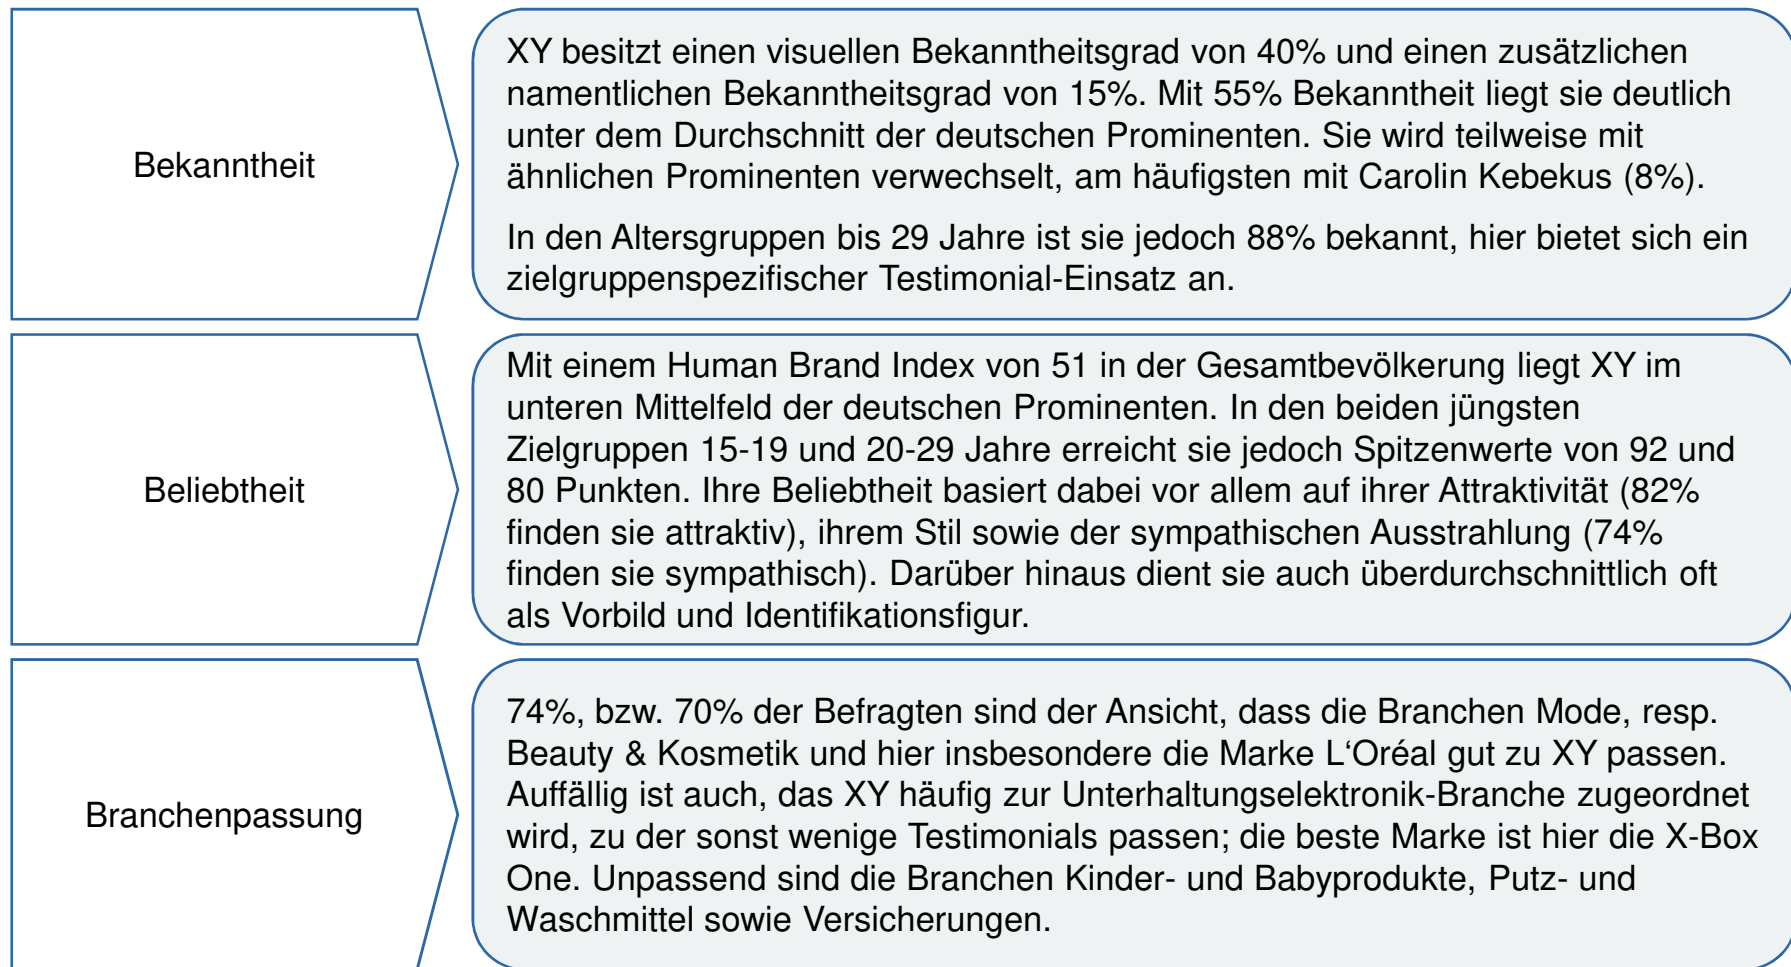 Bekanntheit
XY besitzt einen visuellen Bekanntheitsgrad von 40% und einen zusätzlichen
namentlichen Bekanntheitsgrad von 15%. Mit 55% Bekanntheit liegt sie deutlich
unter dem Durchschnitt der deutschen Prominenten. Sie wird teilweise mit
ähnlichen Prominenten verwechselt, am häufigsten mit Carolin Kebekus (8%).
In den Altersgruppen bis 29 Jahre ist sie jedoch 88% bekannt, hier bietet sich ein
zielgruppenspezifischer Testimonial-Einsatz an.
Beliebtheit
Mit einem Human Brand Index von 51 in der Gesamtbevölkerung liegt XY im
unteren Mittelfeld der deutschen Prominenten. In den beiden jüngsten
Zielgruppen 15-19 und 20-29 Jahre erreicht sie jedoch Spitzenwerte von 92 und
80 Punkten. Ihre Beliebtheit basiert dabei vor allem auf ihrer Attraktivität (82%
finden sie attraktiv), ihrem Stil sowie der sympathischen Ausstrahlung (74%
finden sie sympathisch). Darüber hinaus dient sie auch überdurchschnittlich oft
als Vorbild und Identifikationsfigur.
Branchenpassung
74%, bzw. 70% der Befragten sind der Ansicht, dass die Branchen Mode, resp.
Beauty & Kosmetik und hier insbesondere die Marke L‘Oréal gut zu XY passen.
Auffällig ist auch, das XY häufig zur Unterhaltungselektronik-Branche zugeordnet
wird, zu der sonst wenige Testimonials passen; die beste Marke ist hier die X-Box
One. Unpassend sind die Branchen Kinder- und Babyprodukte, Putz- und
Waschmittel sowie Versicherungen.